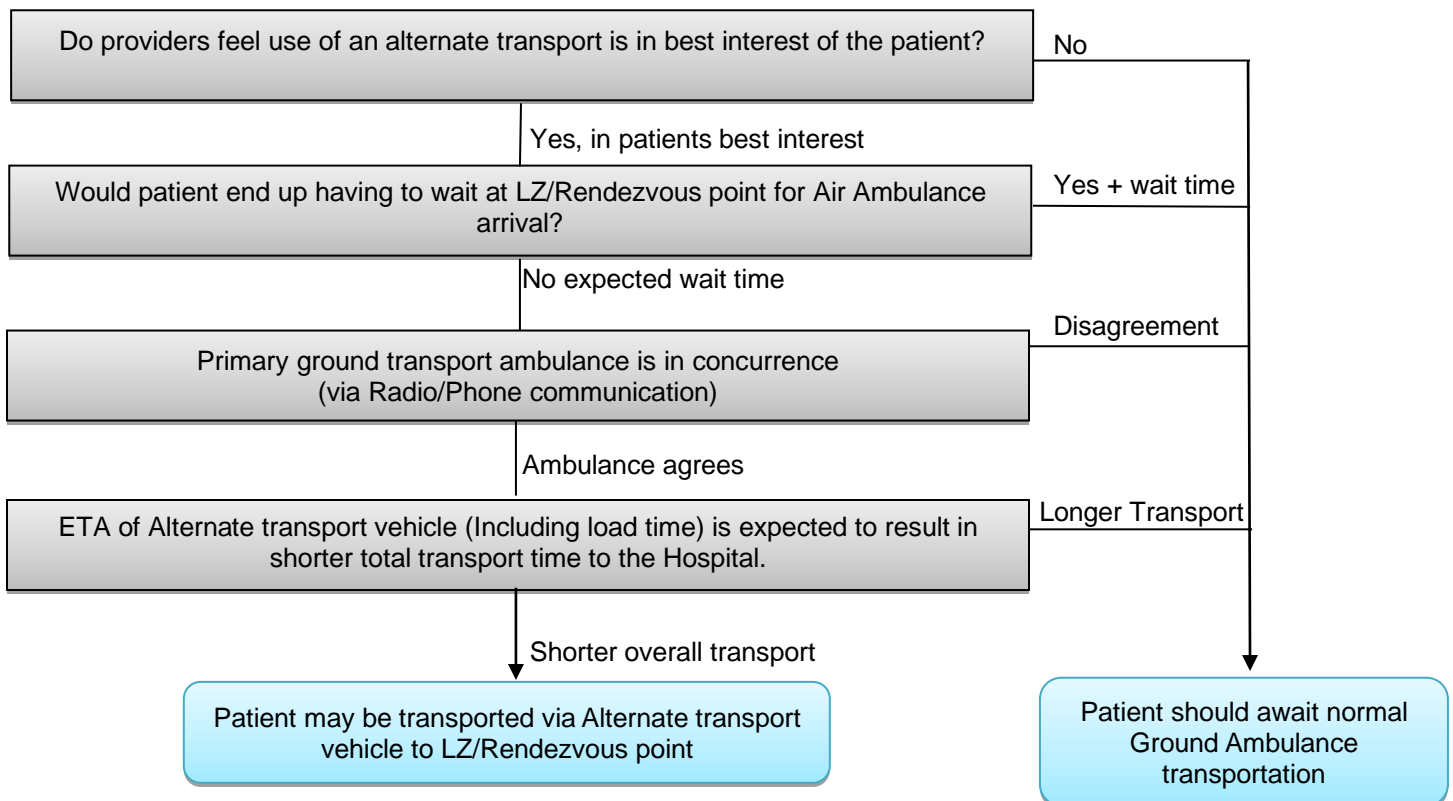 Do providers feel use of an alternate transport is in best interest of the patient?
No
Yes, in patients best interest
Would patient end up having to wait at LZ/Rendezvous point for Air Ambulance
arrival?
Yes + wait time
No expected wait time
Primary ground transport ambulance is in concurrence
(via Radio/Phone communication)
Disagreement
Ambulance agrees
ETA of Alternate transport vehicle (Including load time) is expected to result in
shorter total transport time to the Hospital.
Longer Transport
Shorter overall transport
Patient may be transported via Alternate transport
vehicle to LZ/Rendezvous point
Patient should await normal
Ground Ambulance
transportation